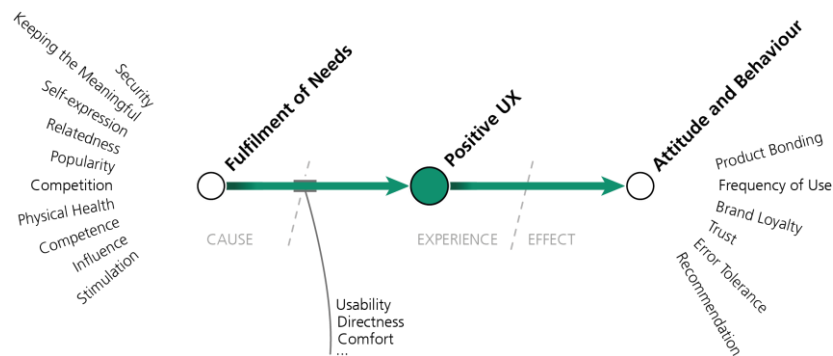 Security
Keeping the Meaningful
Self-expression
Relatedness
Popularity
Competition
Physical Health
Competence
Influence
Stimulation
Fulfilment of Needs
CAUSE
Usability
Directness
Comfort
...
Positive UX
EXPERIENCE
EFFECT
Attitude and Behaviour
Product Bonding
Frequency of Use
Brand Loyalty
Trust
Error Tolerance
Recommendation